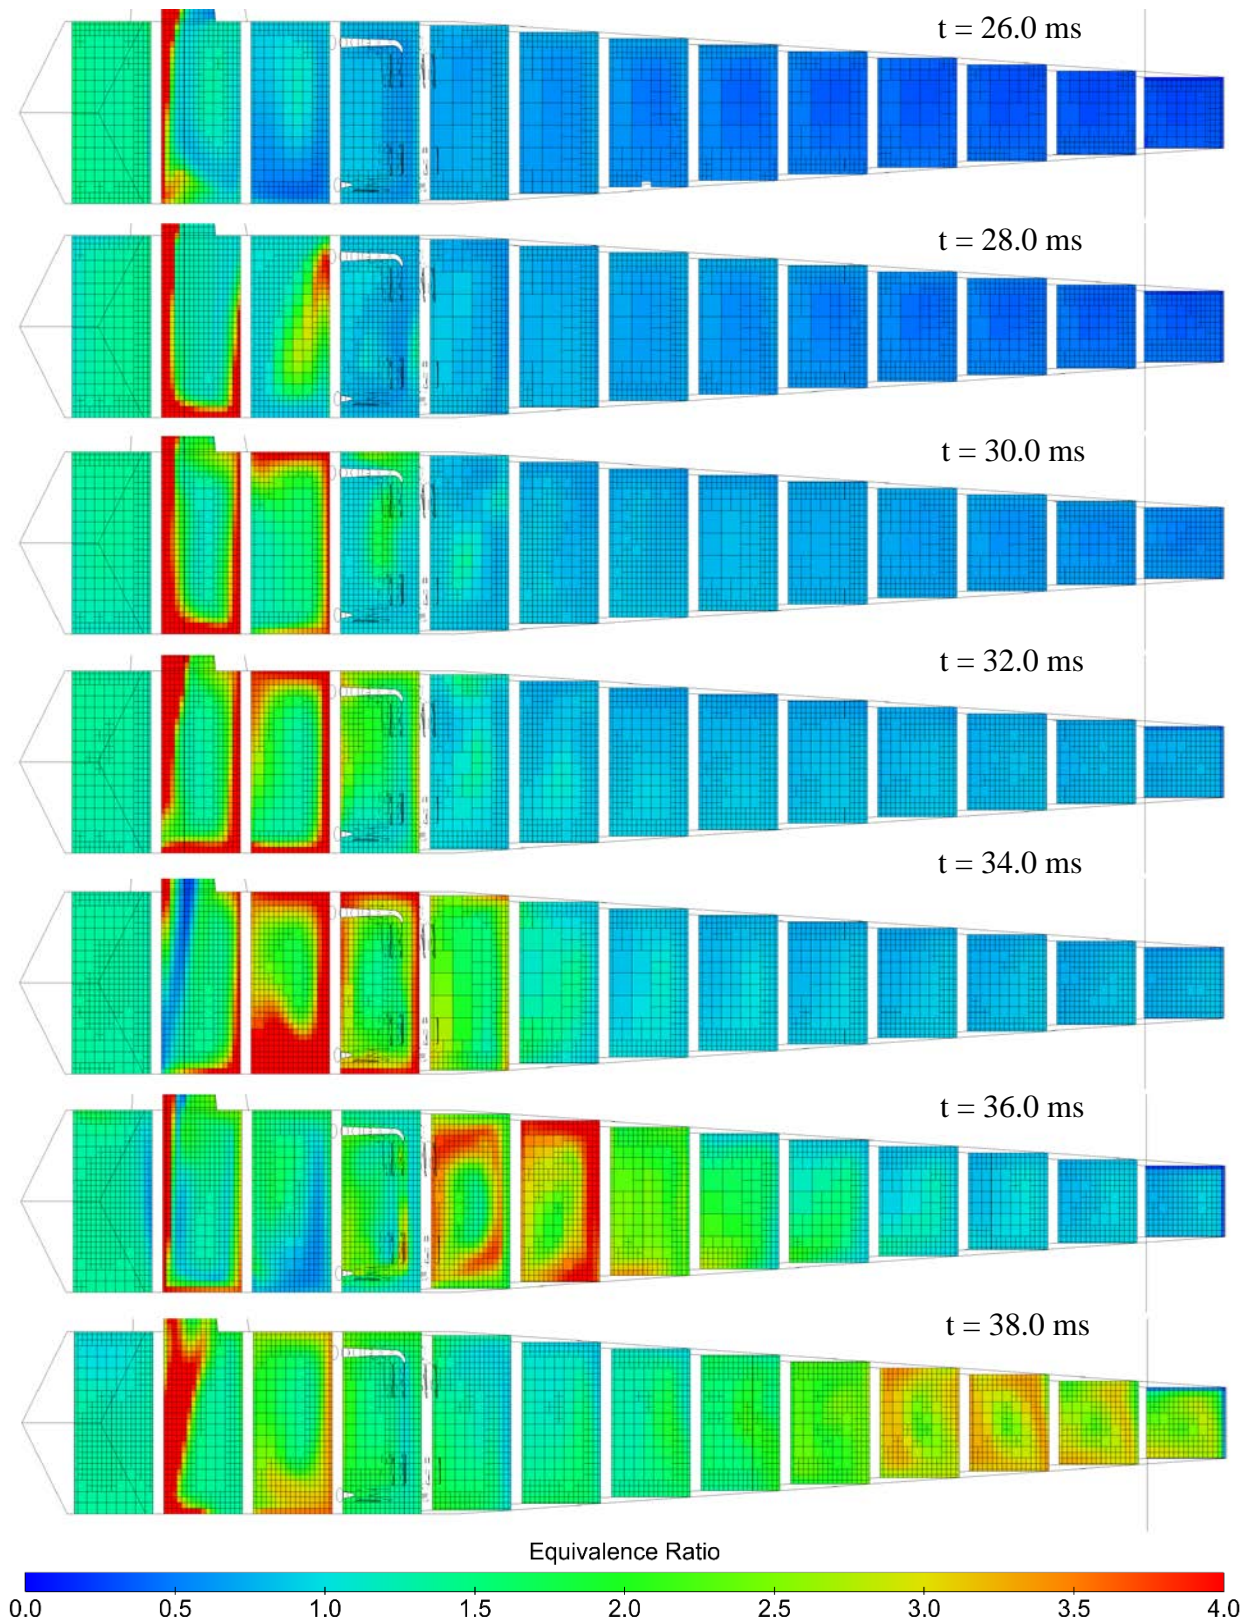 t = 26.0 ms
t = 28.0 ms
t = 30.0 ms
t = 32.0 ms
t = 34.0 ms
t = 36.0 ms
t = 38.0 ms
Equivalence Ratio
0.0 0.5 1.0 1.5 2.0 2.5 3.0 3.5 4.0